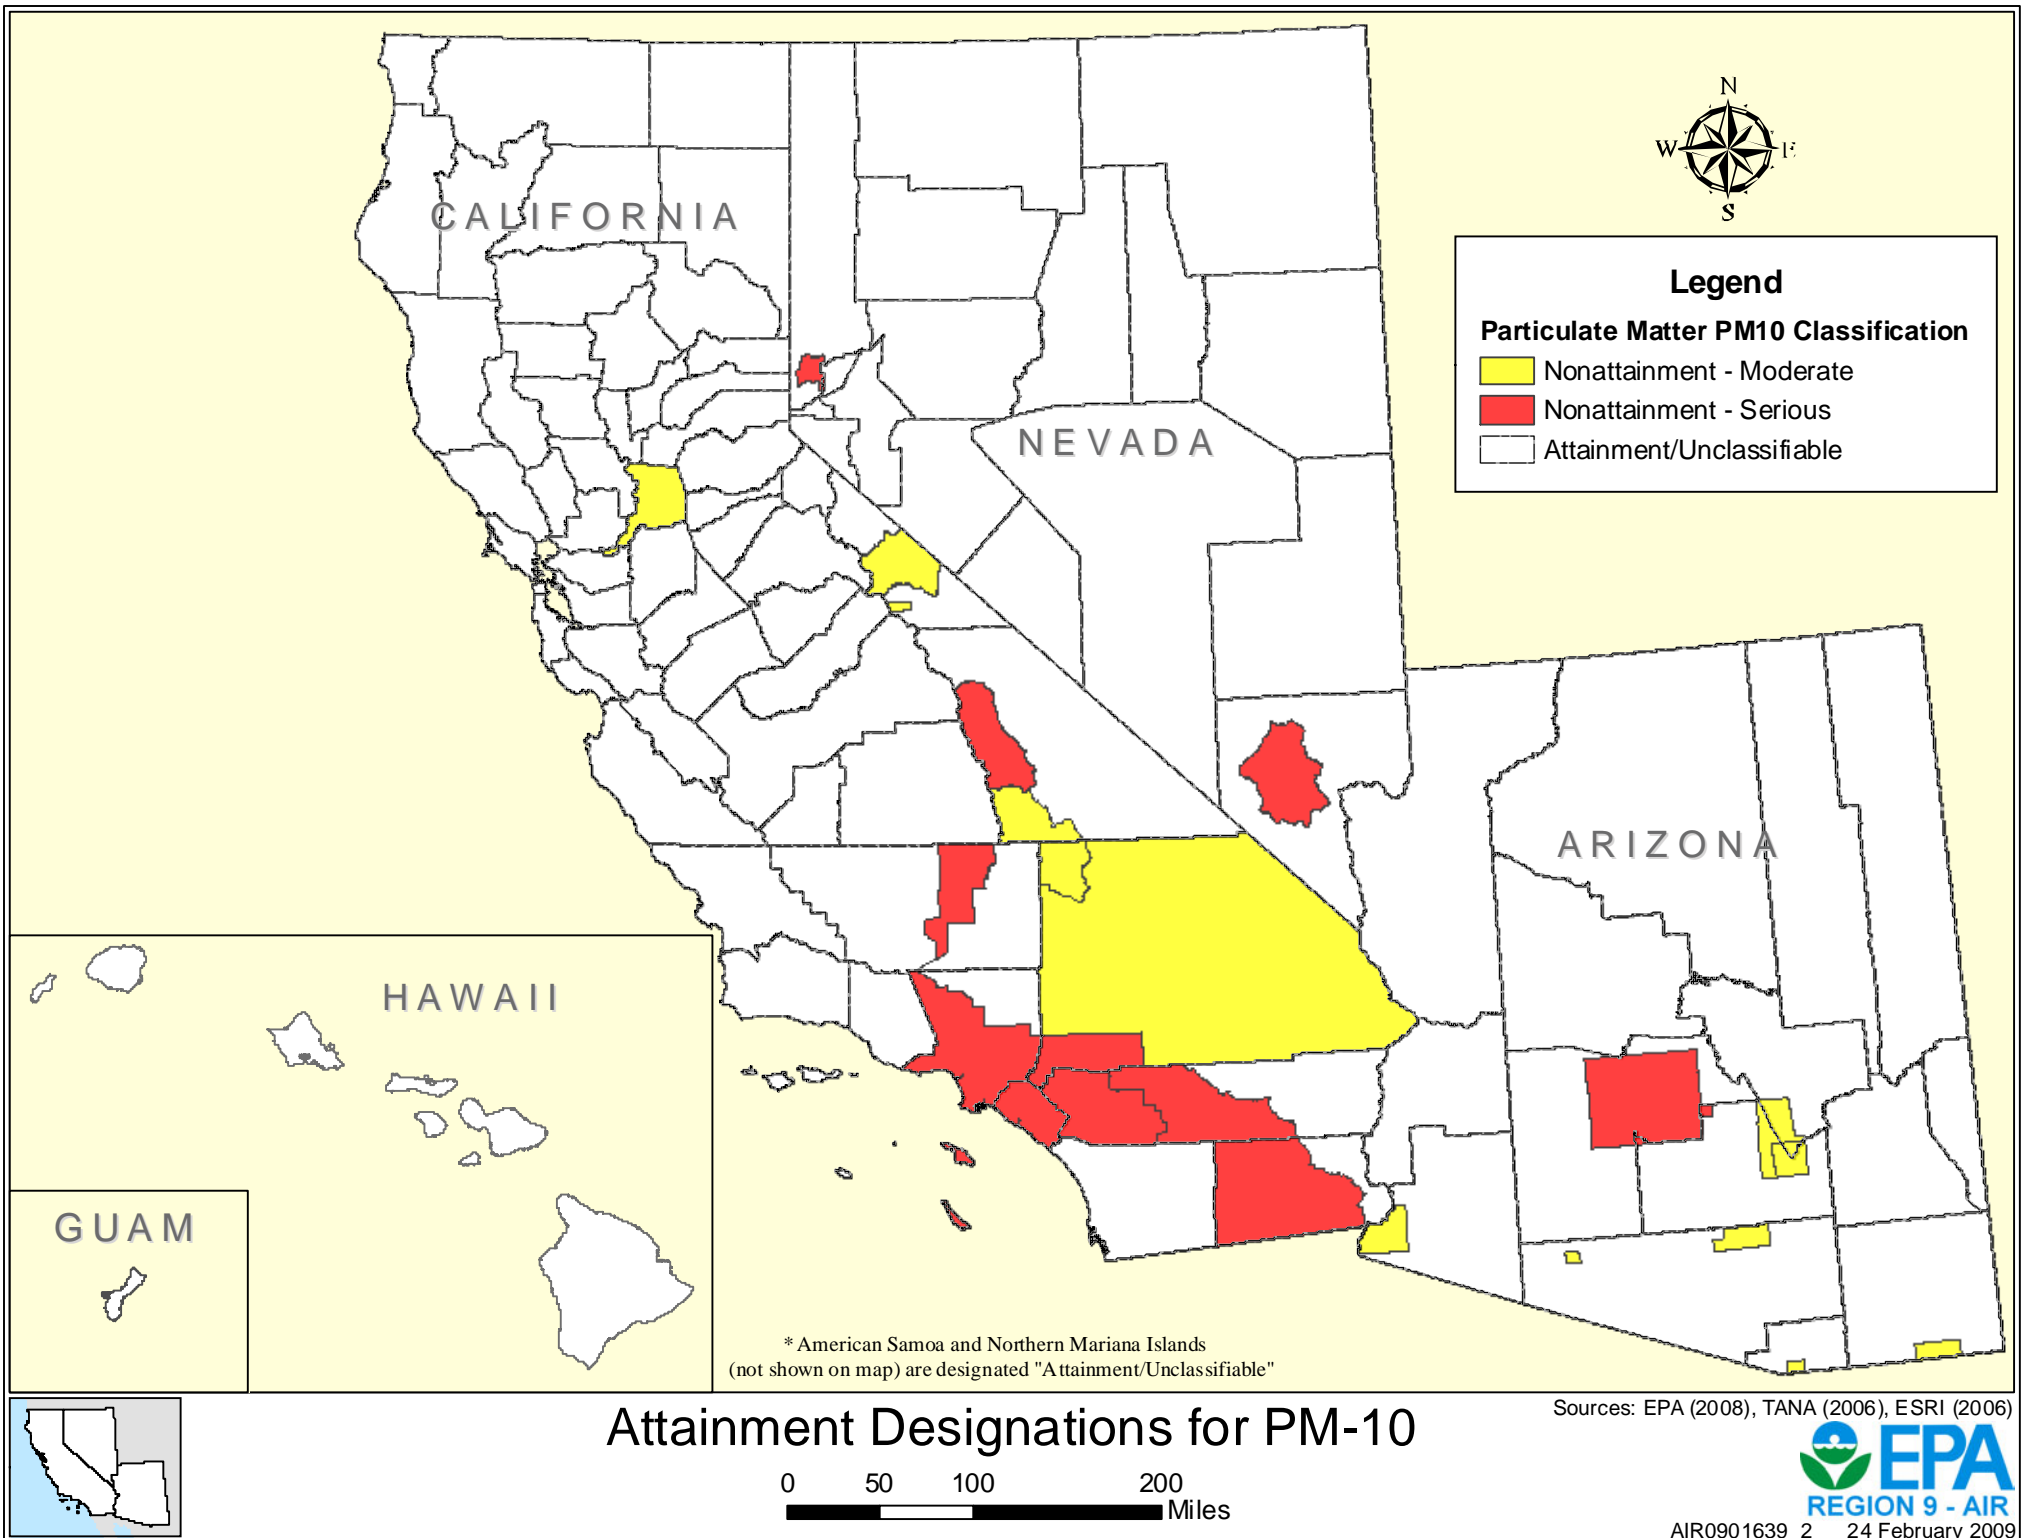 N
W
E
S
CALIFORNIA
Legend
Particulate Matter PM10 Classification
Nonattainment - Moderate
Nonattainment - Serious
Attainment/Unclassifiable
NEVADA
ARIZONA
HAWAII
GUAM
* American Samoa and Northern Mariana Islands
(not shown on map) are designated "Attainment/Unclassifiable"
Attainment Designations for PM-10
0 50 100 200
Miles
Sources: EPA (2008), TANA (2006), ESRI (2006)
EPA
REGION 9 - AIR
AIR0901639_2 24 February 2009